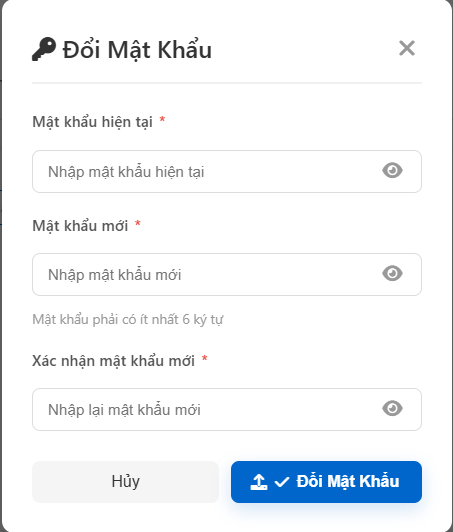 Đổi Mật Khẩu
Mật khẩu hiện tại *
Nhập mật khẩu hiện tại
Mật khẩu mới *
Nhập mật khẩu mới
Mật khẩu phải có ít nhất 6 ký tự
Xác nhận mật khẩu mới *
Nhập lại mật khẩu mới
Hủy
Đổi Mật Khẩu